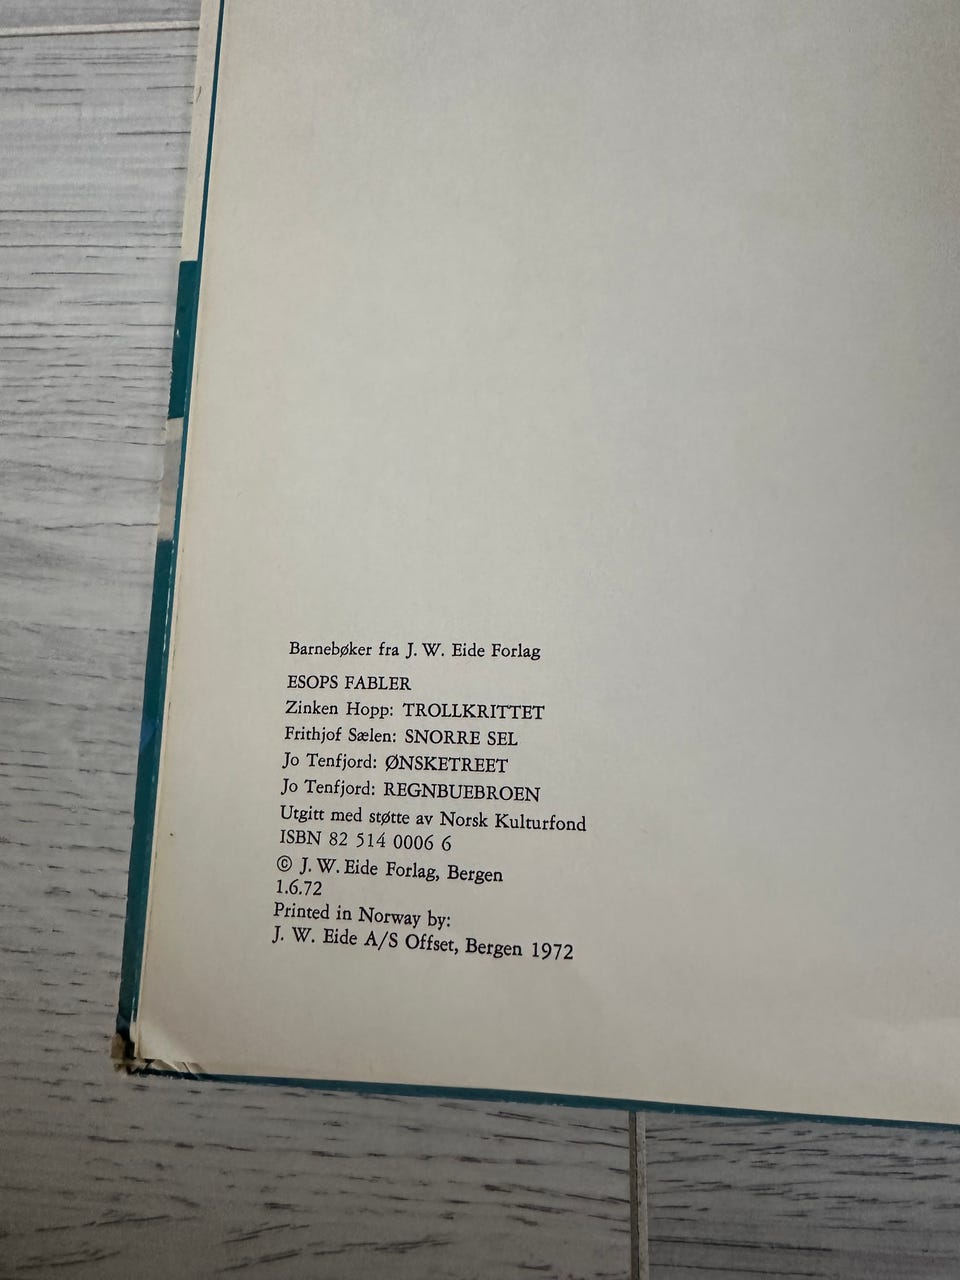 Barnebøker fra J. W. Eide Forlag
ESOPS FABLER
Zinken Hopp: TROLLKRITTET
Frithjof Sælen: SNORRE SEL
Jo Tenfjord: ØNSKETREET
Jo Tenfjord: REGNBUEBROEN
Utgitt med støtte av Norsk Kulturfond
ISBN 82 514 0006 6
© J. W. Eide Forlag, Bergen
1.6.72
Printed in Norway by:
J. W. Eide A/S Offset, Bergen 1972